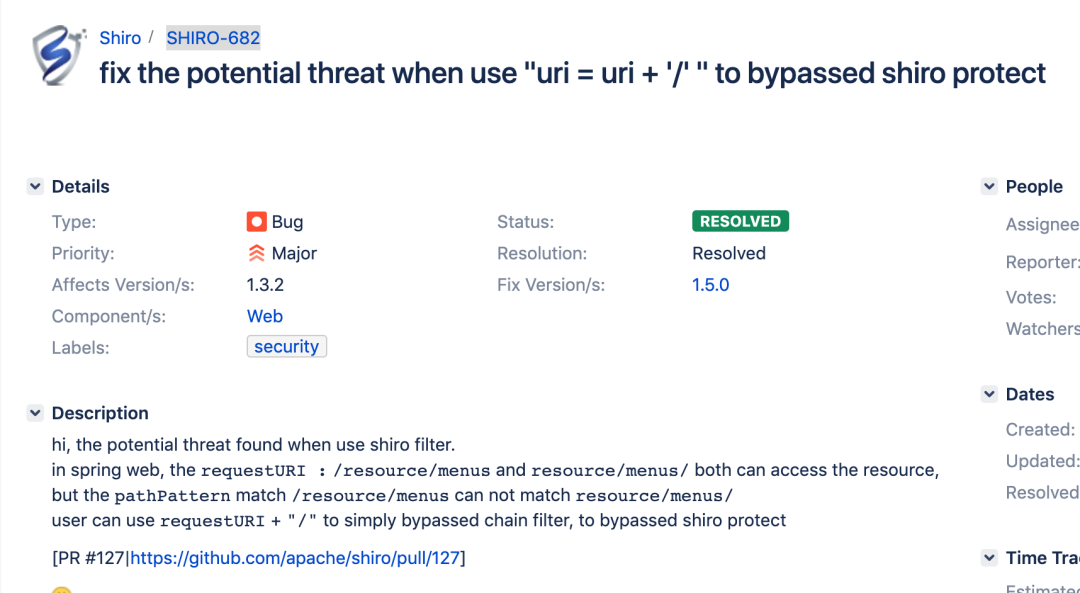 Shiro / SHIRO-682
fix the potential threat when use "uri = uri + '/' " to bypassed shiro protect
Details
Type: Bug
Status: RESOLVED
Priority: Major
Resolution: Resolved
Affects Version/s: 1.3.2
Fix Version/s: 1.5.0
Component/s: Web
Labels: security
Description
hi, the potential threat found when use shiro filter.
in spring web, the requestURI : /resource/menus and resource/menus/ both can access the resource,
but the pathPattern match /resource/menus can not match resource/menus/
user can use requestURI + "/" to simply bypassed chain filter, to bypassed shiro protect
[PR #127|https://github.com/apache/shiro/pull/127]
People
Assignee
Reporter:
Votes:
Watchers
Dates
Created:
Updated:
Resolved
Time Tra
Estimated